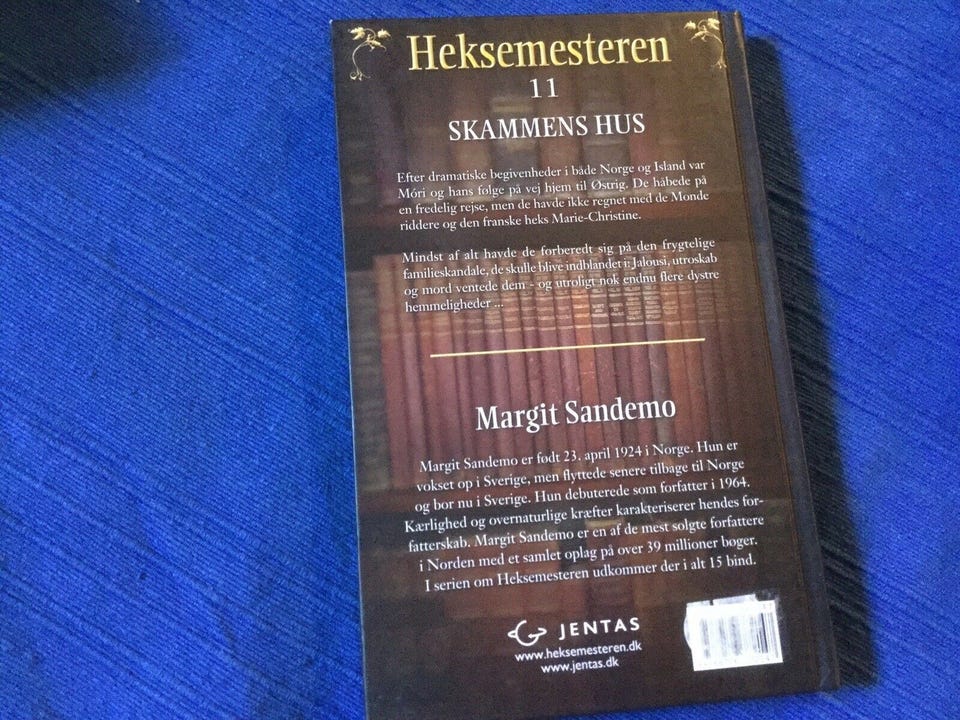 Heksemesteren
11
SKAMMENS HUS
Efter dramatiske begivenheder i både Norge og Island var
Móri og hans følge på vej hjem til Østrig. De håbede på
en fredelig rejse, men de havde ikke regnet med de Monde
riddere og den franske heks Marie-Christine.
Mindst af alt havde de forberedt sig på den frygtelige
familieskandale, de skulle blive indblandet i: Jalousi, utroskab
og mord ventede dem - og utroligt nok endnu flere dystre
hemmeligheder ...
Margit Sandemo
Margit Sandemo er født 23. april 1924 i Norge. Hun er
vokset op i Sverige, men flyttede senere tilbage til Norge
og bor nu i Sverige. Hun debuterede som forfatter i 1964.
Kærlighed og overnaturlige kræfter karakteriserer hendes for-
fatterskab. Margit Sandemo er en af de mest solgte forfattere
i Norden med et samlet oplag på over 39 millioner bøger.
I serien om Heksemesteren udkommer der i alt 15 bind.
JENTAS
www.heksemesteren.dk
www.jentas.dk